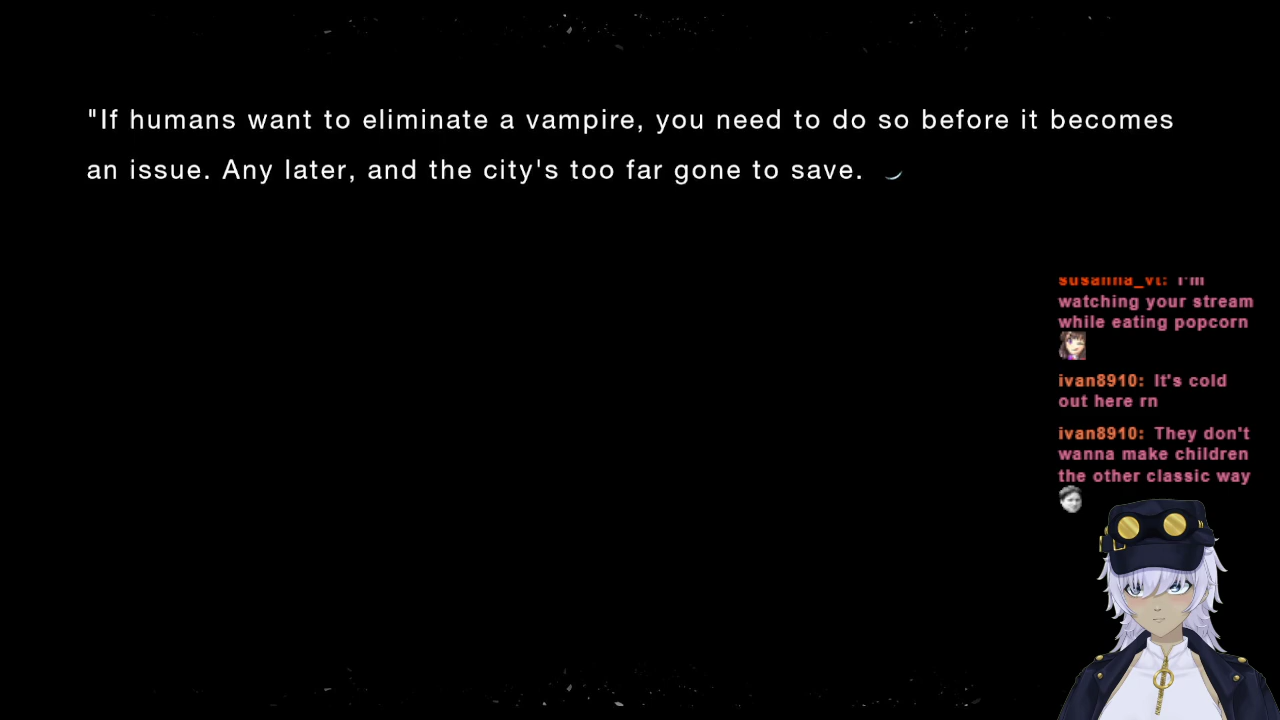 "If humans want to eliminate a vampire, you need to do so before it becomes
an issue. Any later, and the city's too far gone to save.
susanna_vt: I'm
watching your stream
while eating popcorn
ivan8910: It's cold
out here rn
ivan8910: They don't
wanna make children
the other classic way